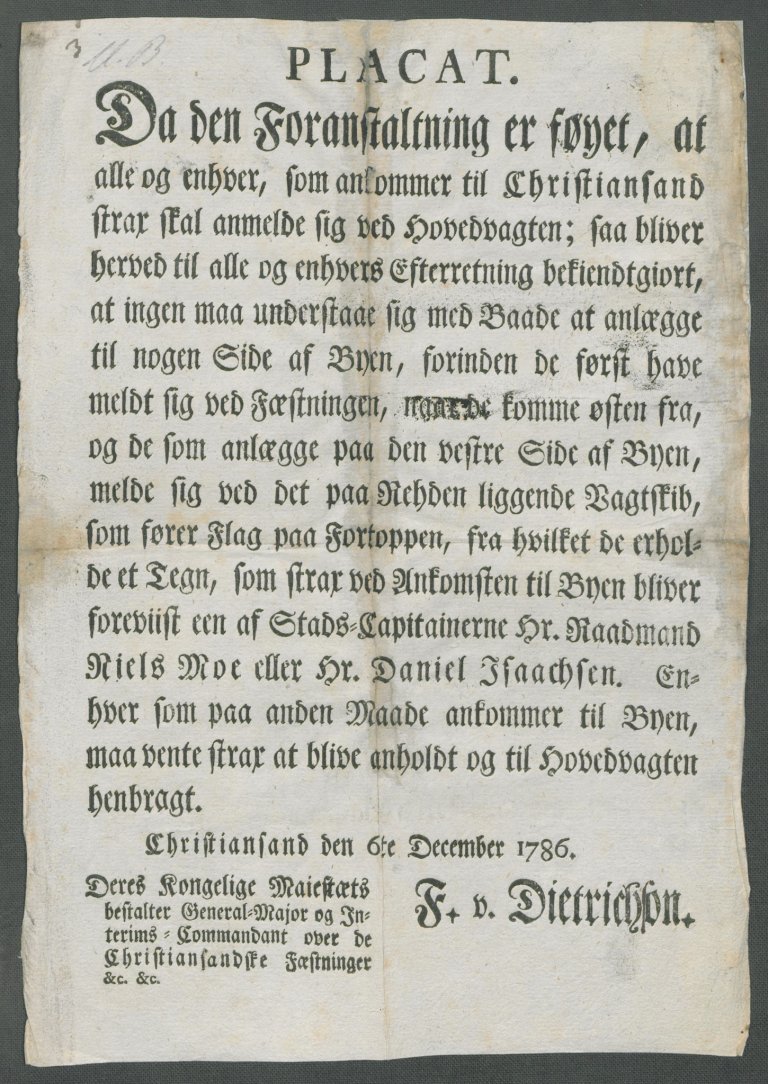 3 U. B
PLACAT.
Da den Foranstaltning er føyet, at
alle og enhver, som ankommer til Christiansand
strax skal anmelde sig ved Hovedvagten; saa bliver
herved til alle og enhvers Efterretning bekiendtgiort,
at ingen maa understaae sig med Baade at anlægge
til nogen Side af Byen, forinden de først have
meldt sig ved Fæstningen, naar de komme østen fra,
og de som anlægge paa den vestre Side af Byen,
melde sig ved det paa Rehden liggende Vagtskib,
som fører Flag paa Fortoppen, fra hvilket de erhol-
de et Tegn, som strax ved Ankomsten til Byen bliver
foreviist een af Stads-Capitainerne Hr. Raadmand
Niels Moe eller Hr. Daniel Isaachsen. En-
hver som paa anden Maade ankommer til Byen,
maa vente strax at blive anholdt og til Hovedvagten
henbragt.
Christiansand den 6te December 1786.
Deres Kongelige Maiestæts
bestalter General-Major og In-
terims-Commandant over de
Christiansandske Fæstninger
&c. &c.
F. v. Dietrichson.